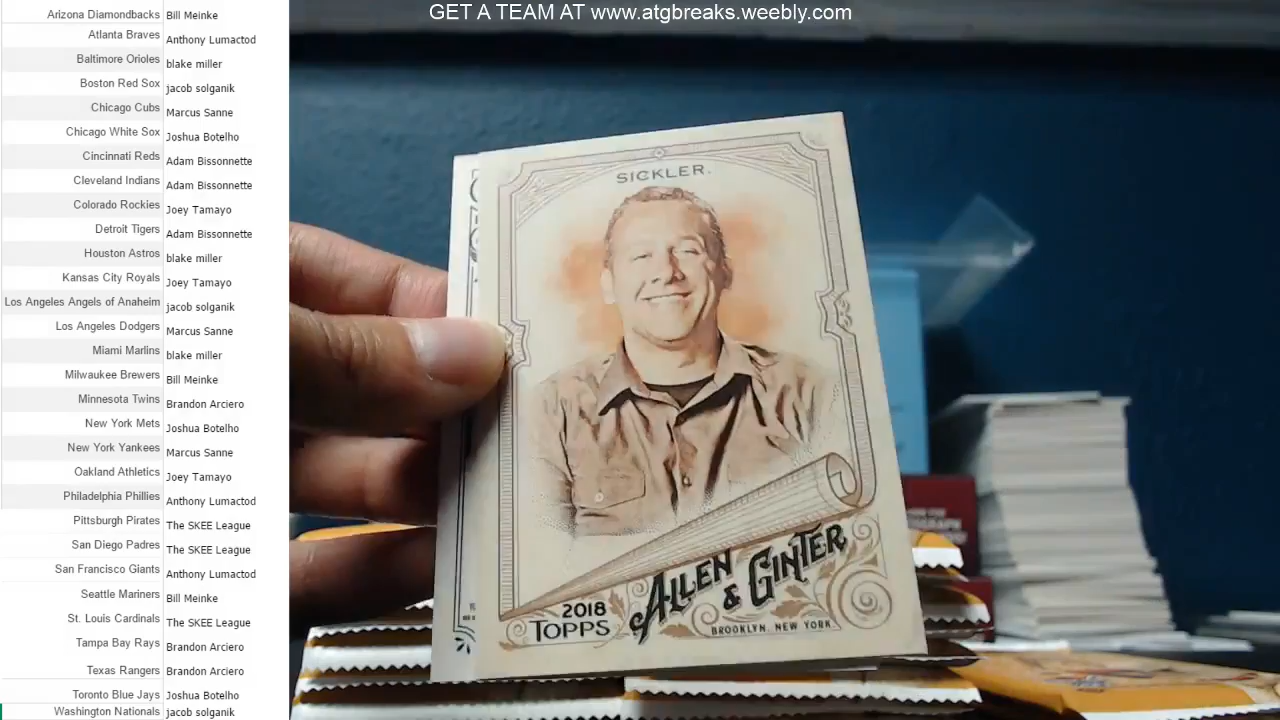 GET A TEAM AT www.atgbreaks.weebly.com
Arizona Diamondbacks Bill Meinke
Atlanta Braves Anthony Lumactod
Baltimore Orioles blake miller
Boston Red Sox jacob solganik
Chicago Cubs Marcus Sanne
Chicago White Sox Joshua Botelho
Cincinnati Reds Adam Bissonnette
Cleveland Indians Adam Bissonnette
Colorado Rockies Joey Tamayo
Detroit Tigers Adam Bissonnette
Houston Astros blake miller
Kansas City Royals Joey Tamayo
Los Angeles Angels of Anaheim jacob solganik
Los Angeles Dodgers Marcus Sanne
Miami Marlins blake miller
Milwaukee Brewers Bill Meinke
Minnesota Twins Brandon Arciero
New York Mets Joshua Botelho
New York Yankees Marcus Sanne
Oakland Athletics Joey Tamayo
Philadelphia Phillies Anthony Lumactod
Pittsburgh Pirates The SKEE League
San Diego Padres The SKEE League
San Francisco Giants Anthony Lumactod
Seattle Mariners Bill Meinke
St. Louis Cardinals The SKEE League
Tampa Bay Rays Brandon Arciero
Texas Rangers Brandon Arciero
Toronto Blue Jays Joshua Botelho
Washington Nationals jacob solganik
SICKLER.
2018
TOPPS
ALLEN
& GINTER
BROOKLYN. NEW YORK.